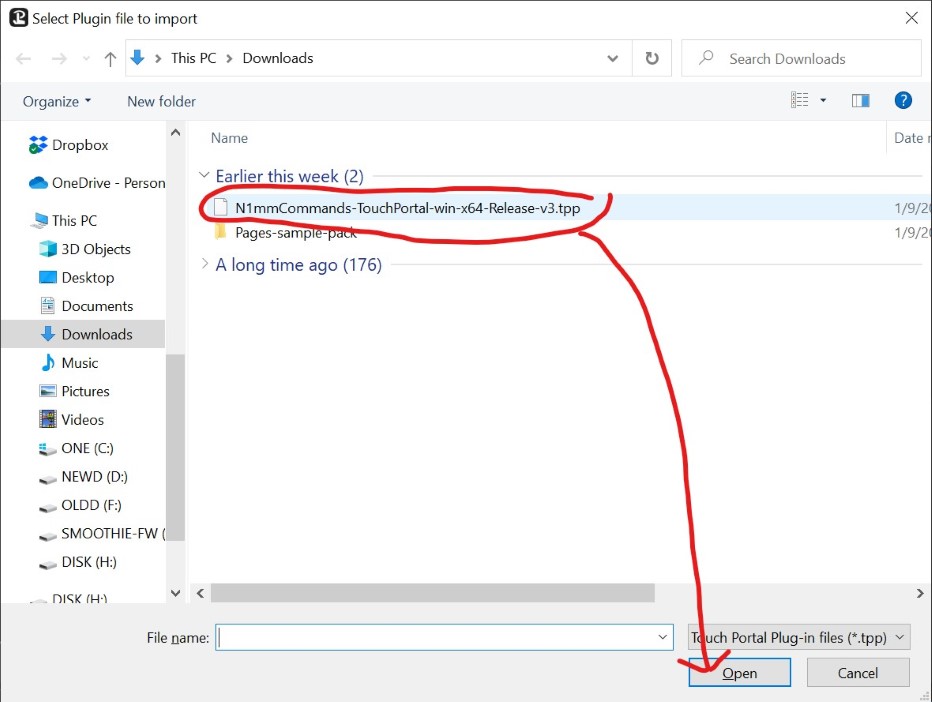 Select Plugin file to import
This PC > Downloads
Search Downloads
Organize New folder
Name Date
Earlier this week (2)
N1mmCommands-TouchPortal-win-x64-Release-v3.tpp 1/9/20
Pages-sample-pack 1/9/20
A long time ago (176)
Dropbox
OneDrive - Person
This PC
3D Objects
Desktop
Documents
Downloads
Music
Pictures
Videos
ONE (C:)
NEWD (D:)
OLDD (F:)
SMOOTHIE-FW (
DISK (H:)
DISK (H:)
File name: Touch Portal Plug-in files (*.tpp)
Open Cancel